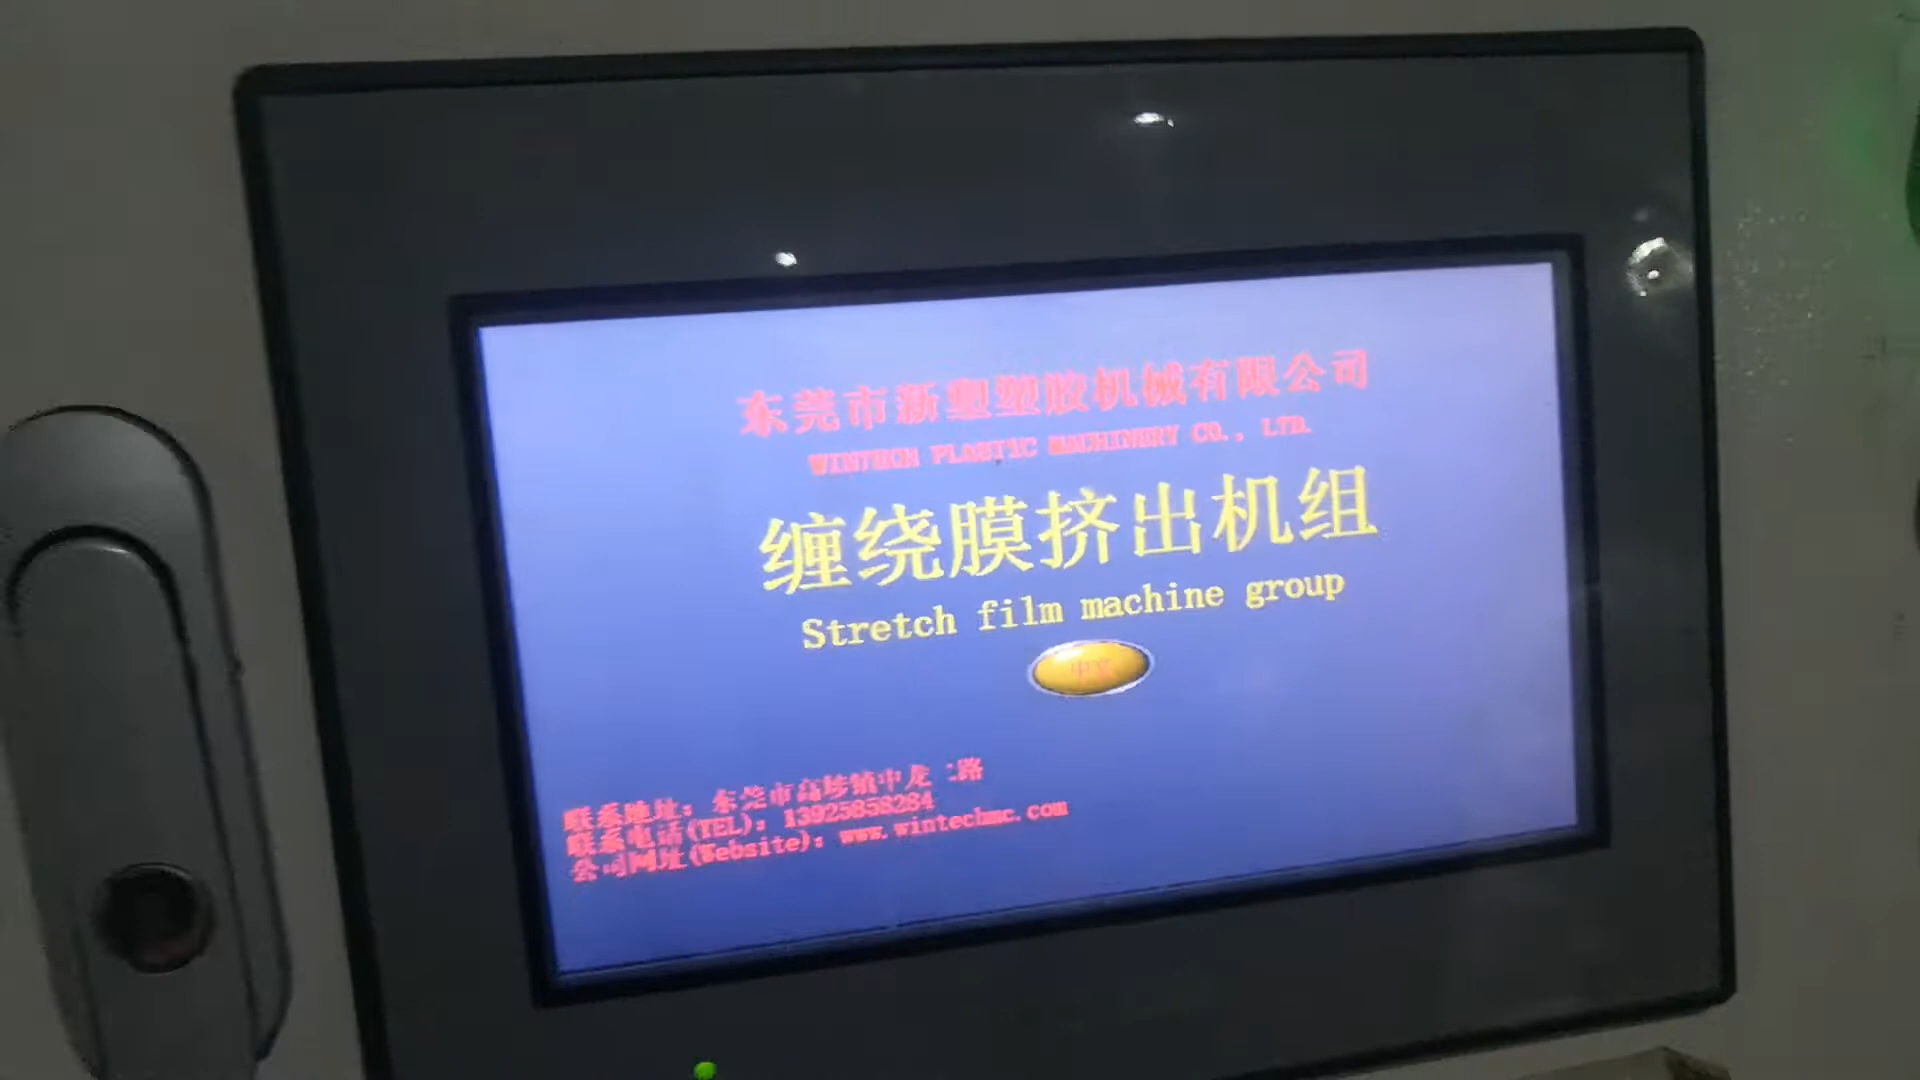 东莞市新塑塑胶机械有限公司
WINTECH PLASTIC MACHINERY CO., LTD.
缠绕膜挤出机组
Stretch film machine group
中文
联系地址: 东莞市高埗镇中龙二路
联系电话(TEL): 13925858284
公司网址(Website): www.wintechmc.com